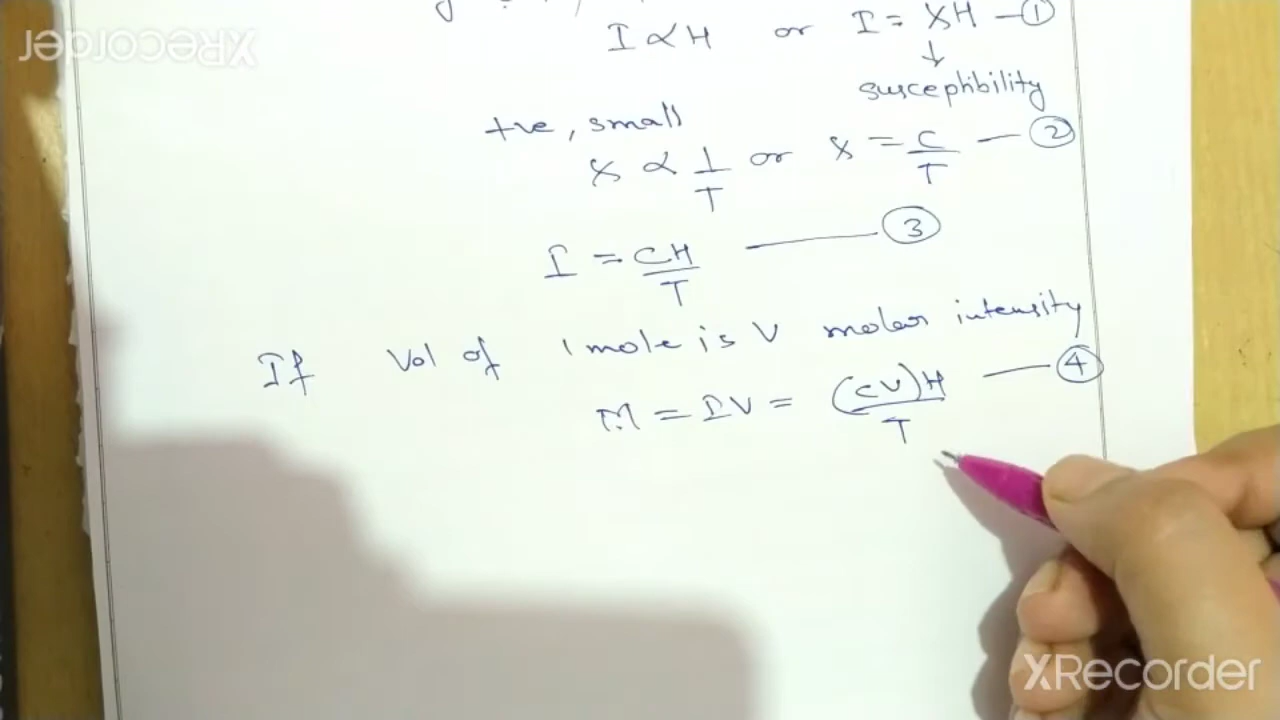 XRecorder
I ∝ H or I = χH — ①
↓
susceptibility
+ve, small
χ ∝ 1/T or χ = C/T — ②
I = CH/T — ③
If Vol of 1 mole is V molar intensity
M = IV = (CV)H/T — ④
XRecorder